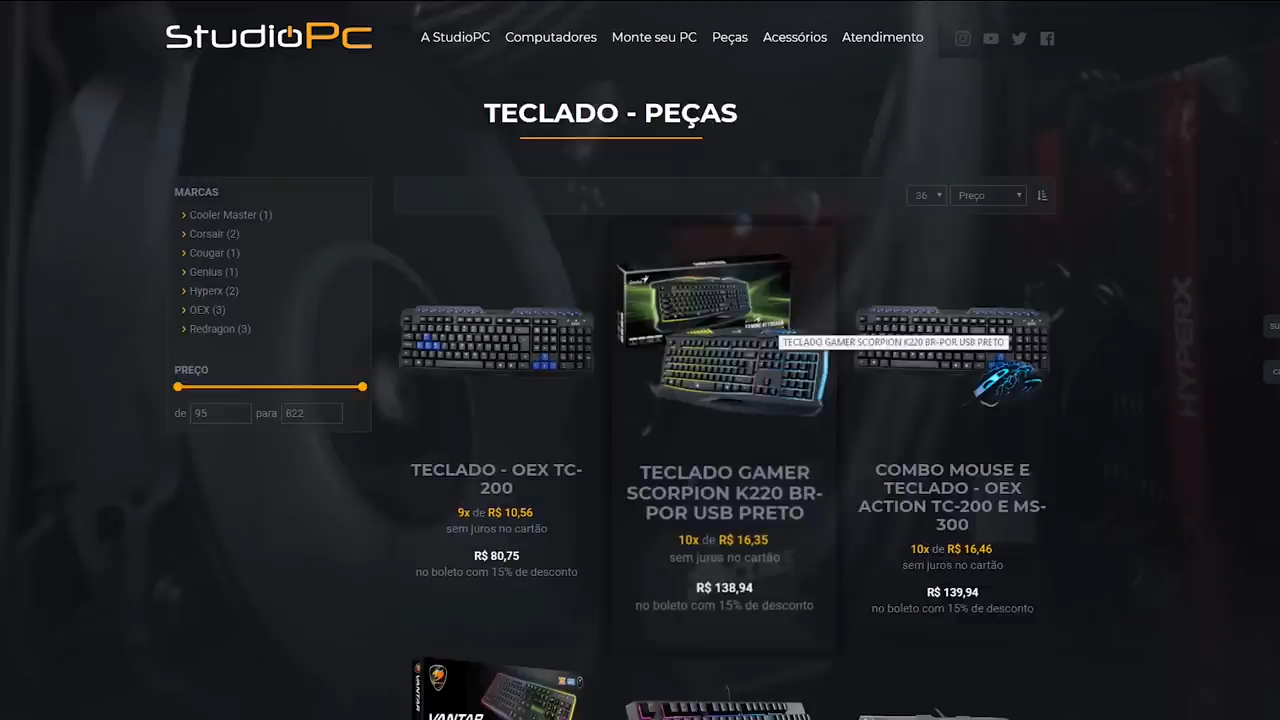 StudioPc
A StudioPC
Computadores
Monte seu PC
Peças
Acessórios
Atendimento
TECLADO - PEÇAS
MARCAS
Cooler Master (1)
Corsair (2)
Cougar (1)
Genius (1)
Hyperx (2)
OEX (3)
Redragon (3)
PREÇO
de 95 para 822
36
Preço
TECLADO GAMER SCORPION K220 BR-POR USB PRETO
TECLADO - OEX TC-
200
9x de R$ 10,56
sem juros no cartão
R$ 80,75
no boleto com 15% de desconto
TECLADO GAMER
SCORPION K220 BR-
POR USB PRETO
10x de R$ 16,35
sem juros no cartão
R$ 138,94
no boleto com 15% de desconto
COMBO MOUSE E
TECLADO - OEX
ACTION TC-200 E MS-
300
10x de R$ 16,46
sem juros no cartão
R$ 139,94
no boleto com 15% de desconto
HYPERX
VANTAR
VANTAR